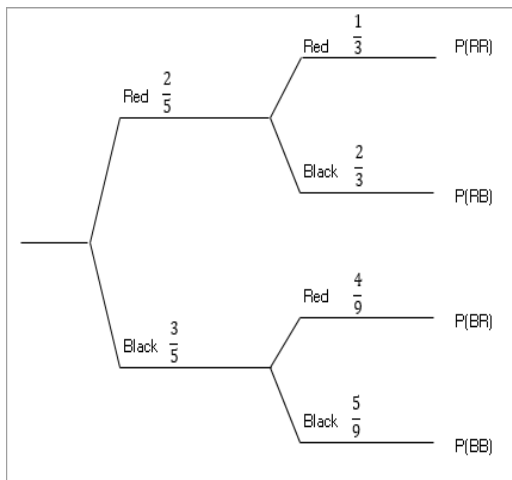 Red 1/3 P(RR)
Red 2/5
Black 2/3 P(RB)
Red 4/9 P(BR)
Black 3/5
Black 5/9 P(BB)